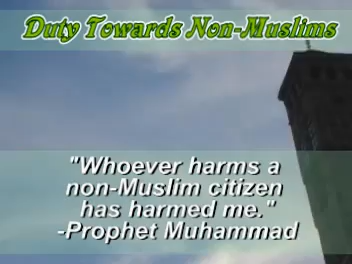 Duty Towards Non-Muslims
"Whoever harms a
non-Muslim citizen
has harmed me."
-Prophet Muhammad